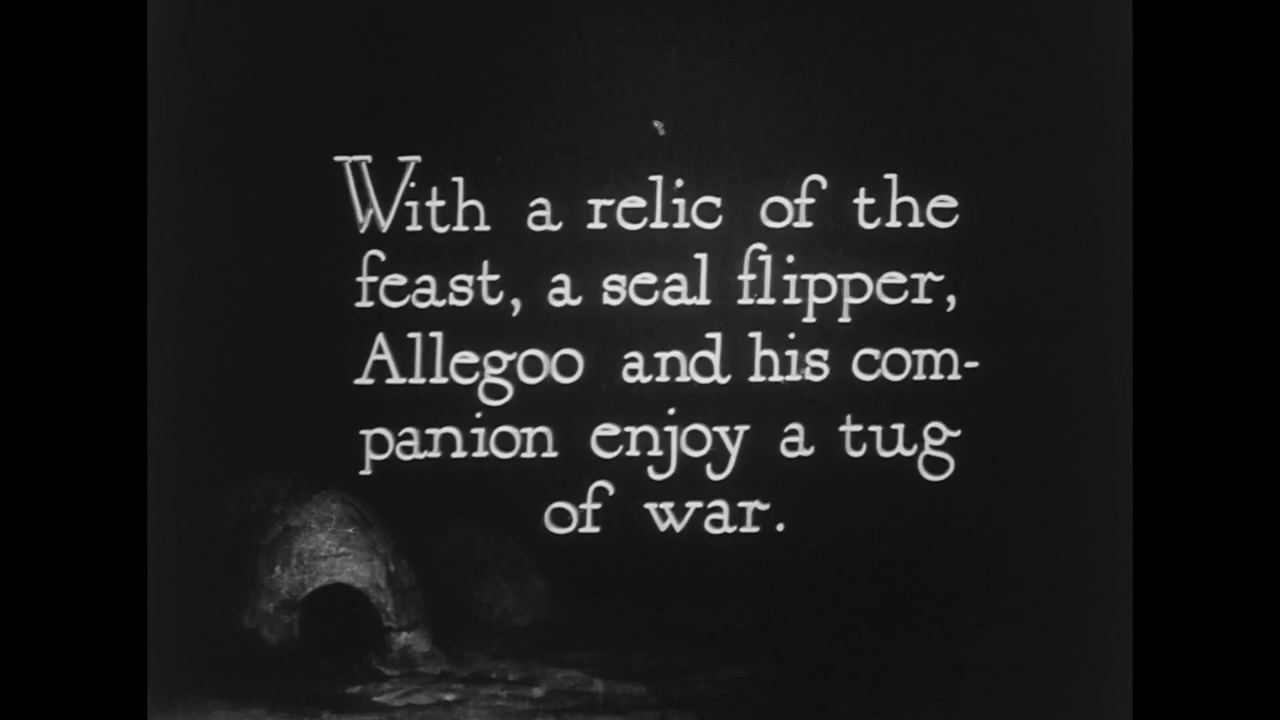 With a relic of the
feast, a seal flipper,
Allegoo and his com-
panion enjoy a tug
of war.